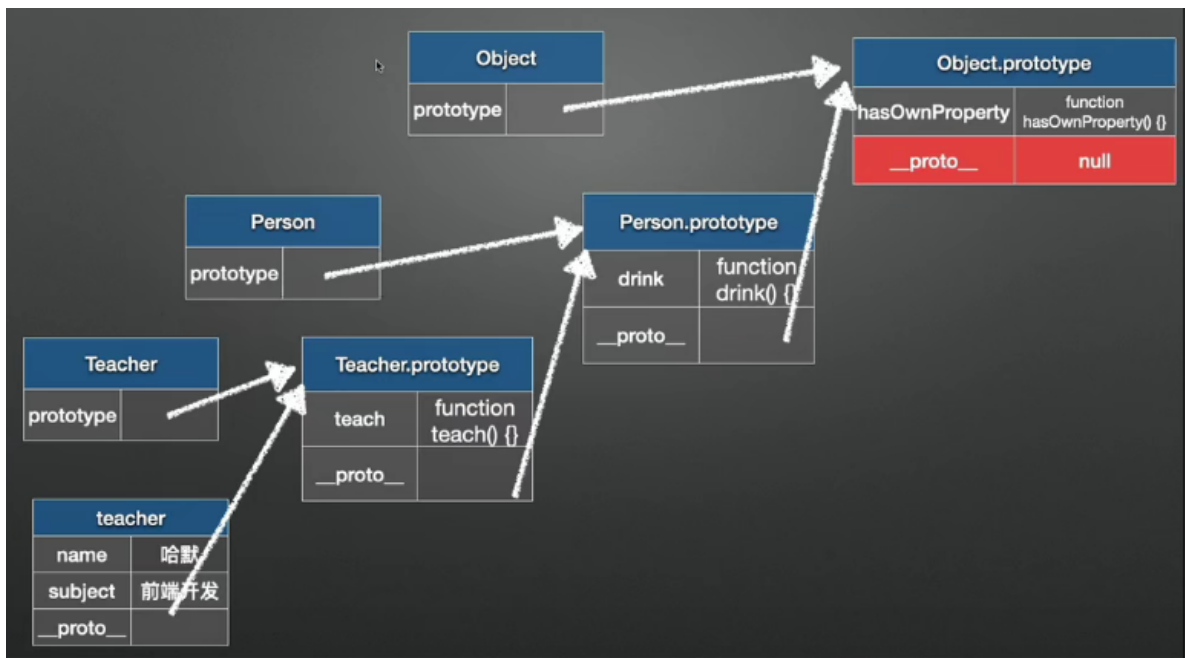 Object
prototype
Object.prototype
hasOwnProperty
function
hasOwnProperty() {}
__proto__
null
Person
prototype
Person.prototype
drink
function
drink() {}
__proto__
Teacher
prototype
Teacher.prototype
teach
function
teach() {}
__proto__
teacher
name
哈默
subject
前端开发
__proto__